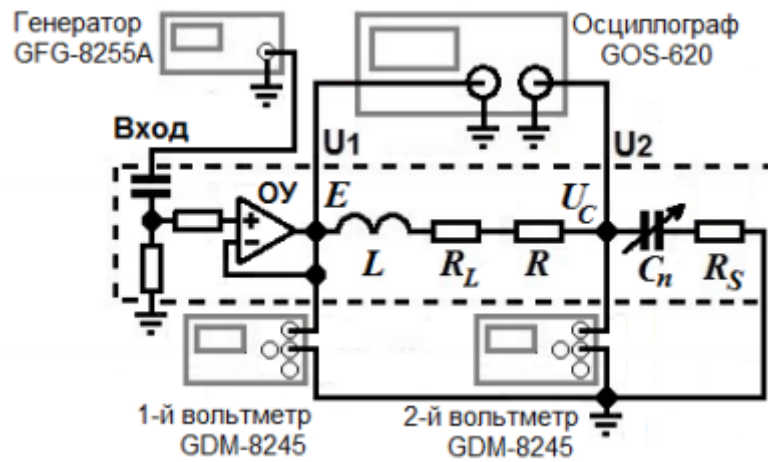 Генератор
GFG-8255A
Осциллограф
GOS-620
Вход
U1
U2
ОУ
E
U_C
+
−
L
R_L
R
C_n
R_S
1-й вольтметр
GDM-8245
2-й вольтметр
GDM-8245